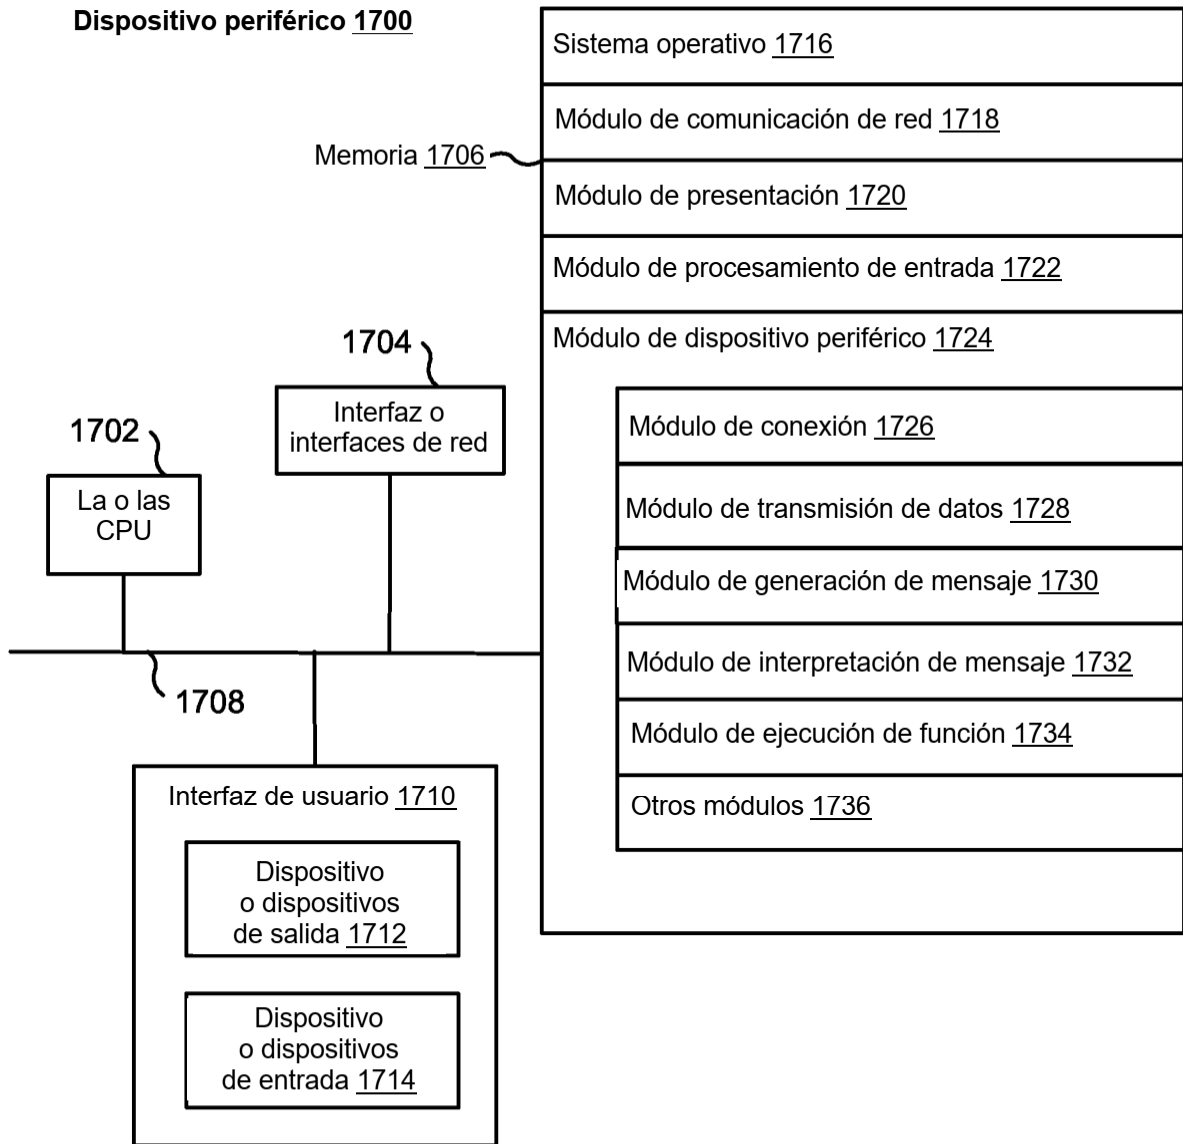 Dispositivo periférico 1700
Sistema operativo 1716
Módulo de comunicación de red 1718
Memoria 1706
Módulo de presentación 1720
Módulo de procesamiento de entrada 1722
Módulo de dispositivo periférico 1724
1704
Interfaz o
interfaces de red
1702
La o las
CPU
Módulo de conexión 1726
Módulo de transmisión de datos 1728
Módulo de generación de mensaje 1730
Módulo de interpretación de mensaje 1732
Módulo de ejecución de función 1734
Otros módulos 1736
1708
Interfaz de usuario 1710
Dispositivo
o dispositivos
de salida 1712
Dispositivo
o dispositivos
de entrada 1714